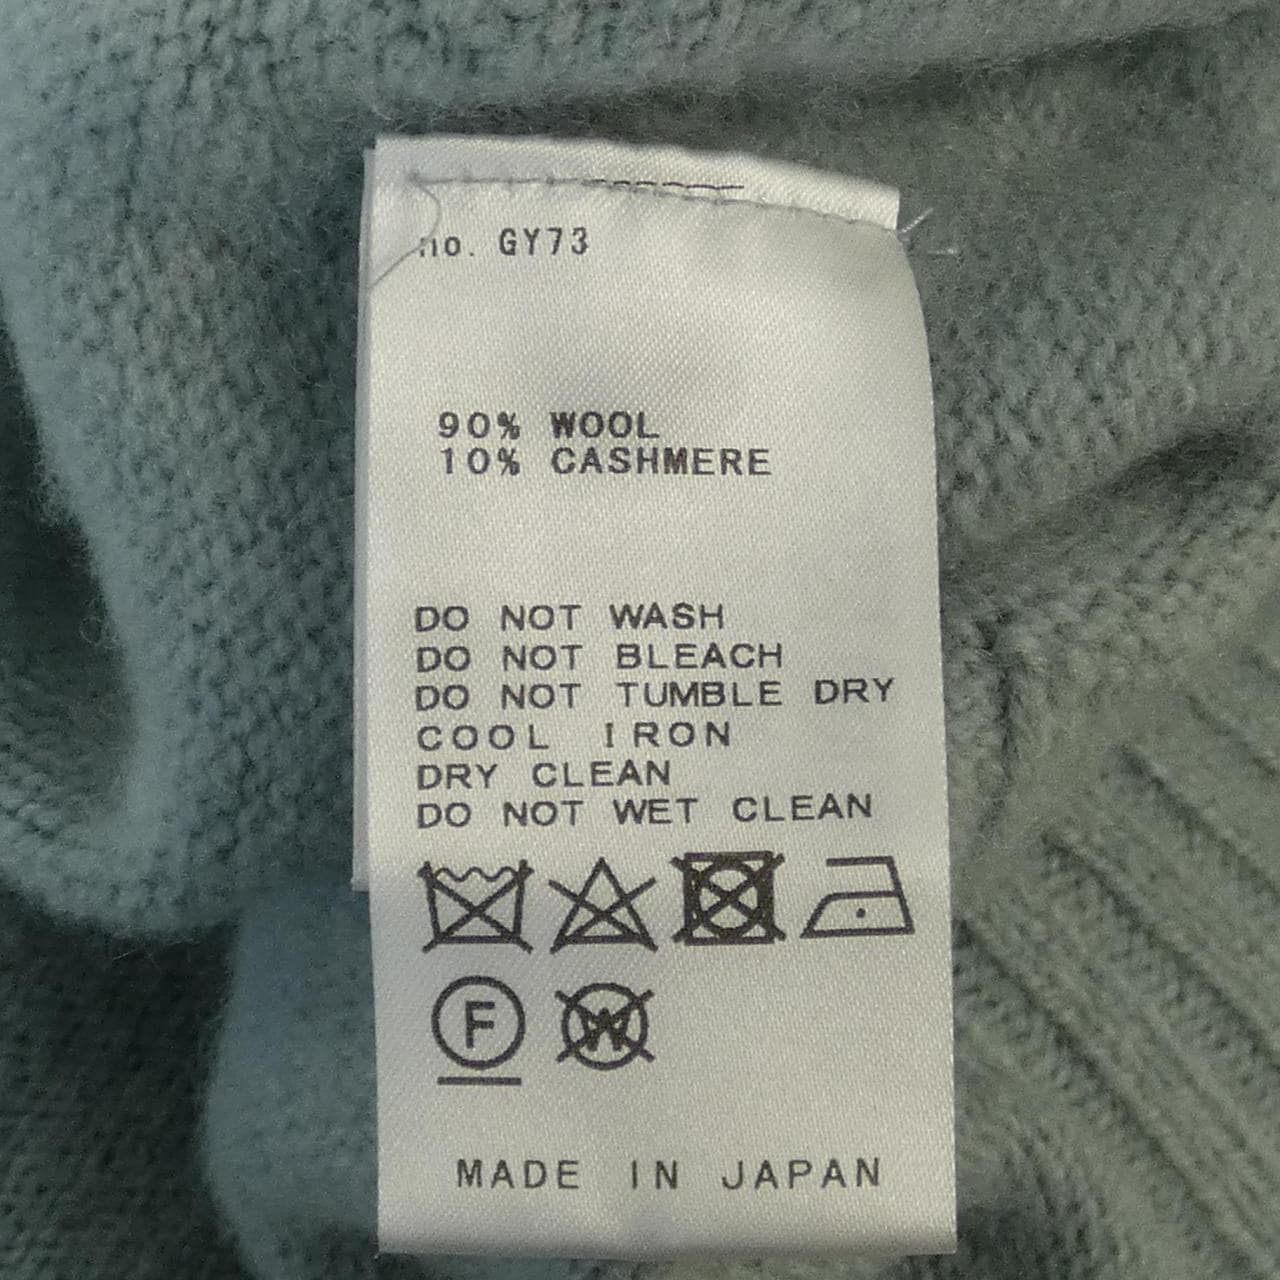 no. GY73
90% WOOL
10% CASHMERE
DO NOT WASH
DO NOT BLEACH
DO NOT TUMBLE DRY
COOL IRON
DRY CLEAN
DO NOT WET CLEAN
F W
MADE IN JAPAN